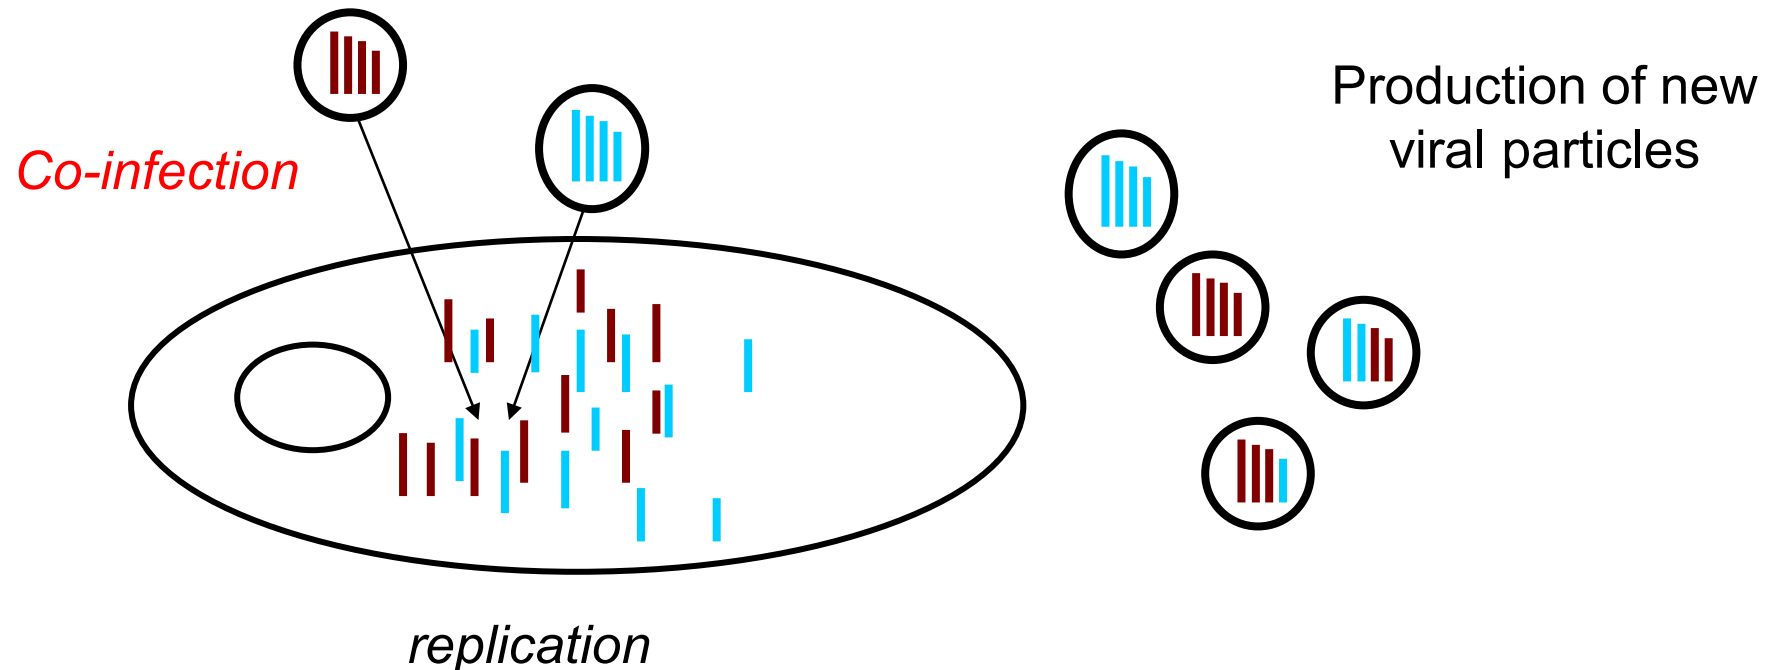 Co-infection
Production of new
viral particles
replication